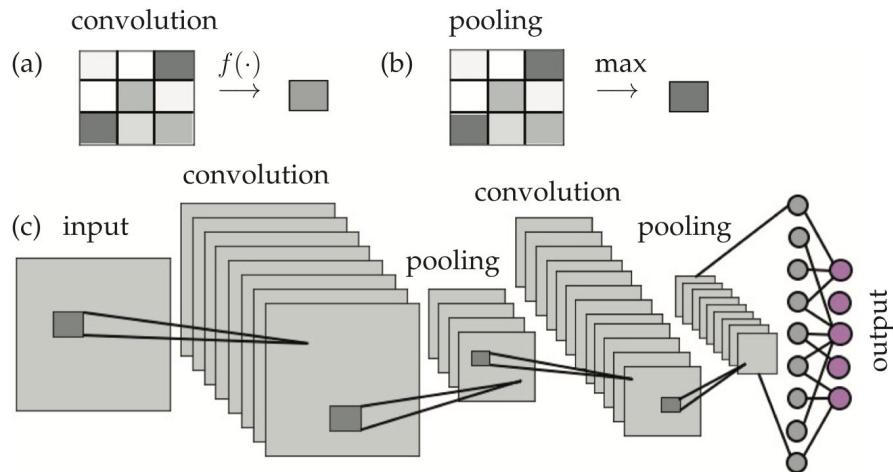 convolution
(a)
f(·)
→
pooling
(b)
max
→
(c)
input
convolution
pooling
convolution
pooling
output